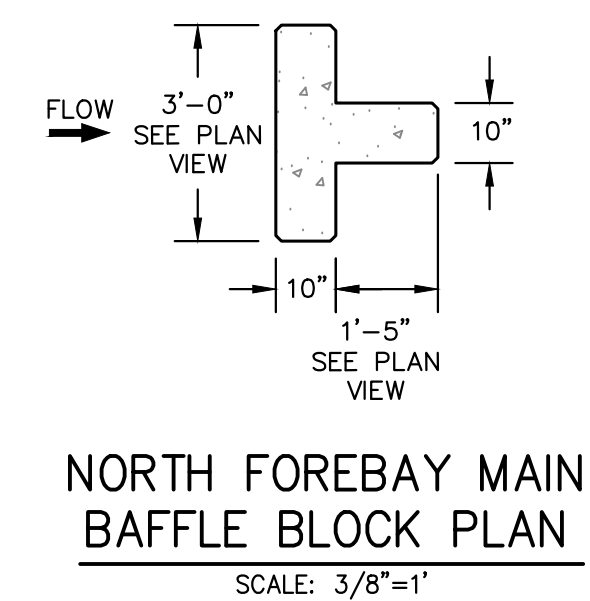 3'-0"
SEE PLAN
VIEW
FLOW
10"
10"
1'-5"
SEE PLAN
VIEW
NORTH FOREBAY MAIN
BAFFLE BLOCK PLAN
SCALE: 3/8"=1'